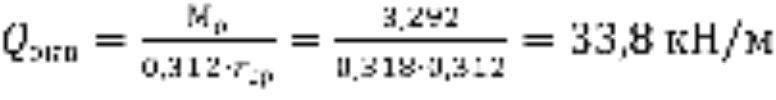 Qэкв = Mр / 0,312·rср = 3,292 / 0,318·0,312 = 33,8 кН/м